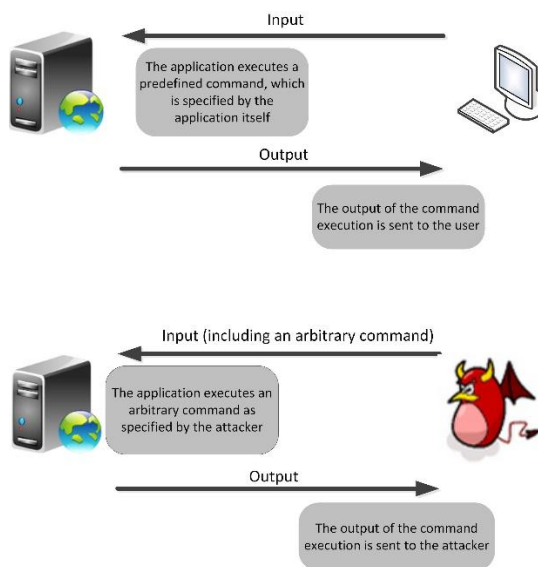 Input
The application executes a
predefined command, which
is specified by the
application itself
Output
The output of the command
execution is sent to the user
Input (including an arbitrary command)
The application executes an
arbitrary command as
specified by the attacker
Output
The output of the command
execution is sent to the attacker